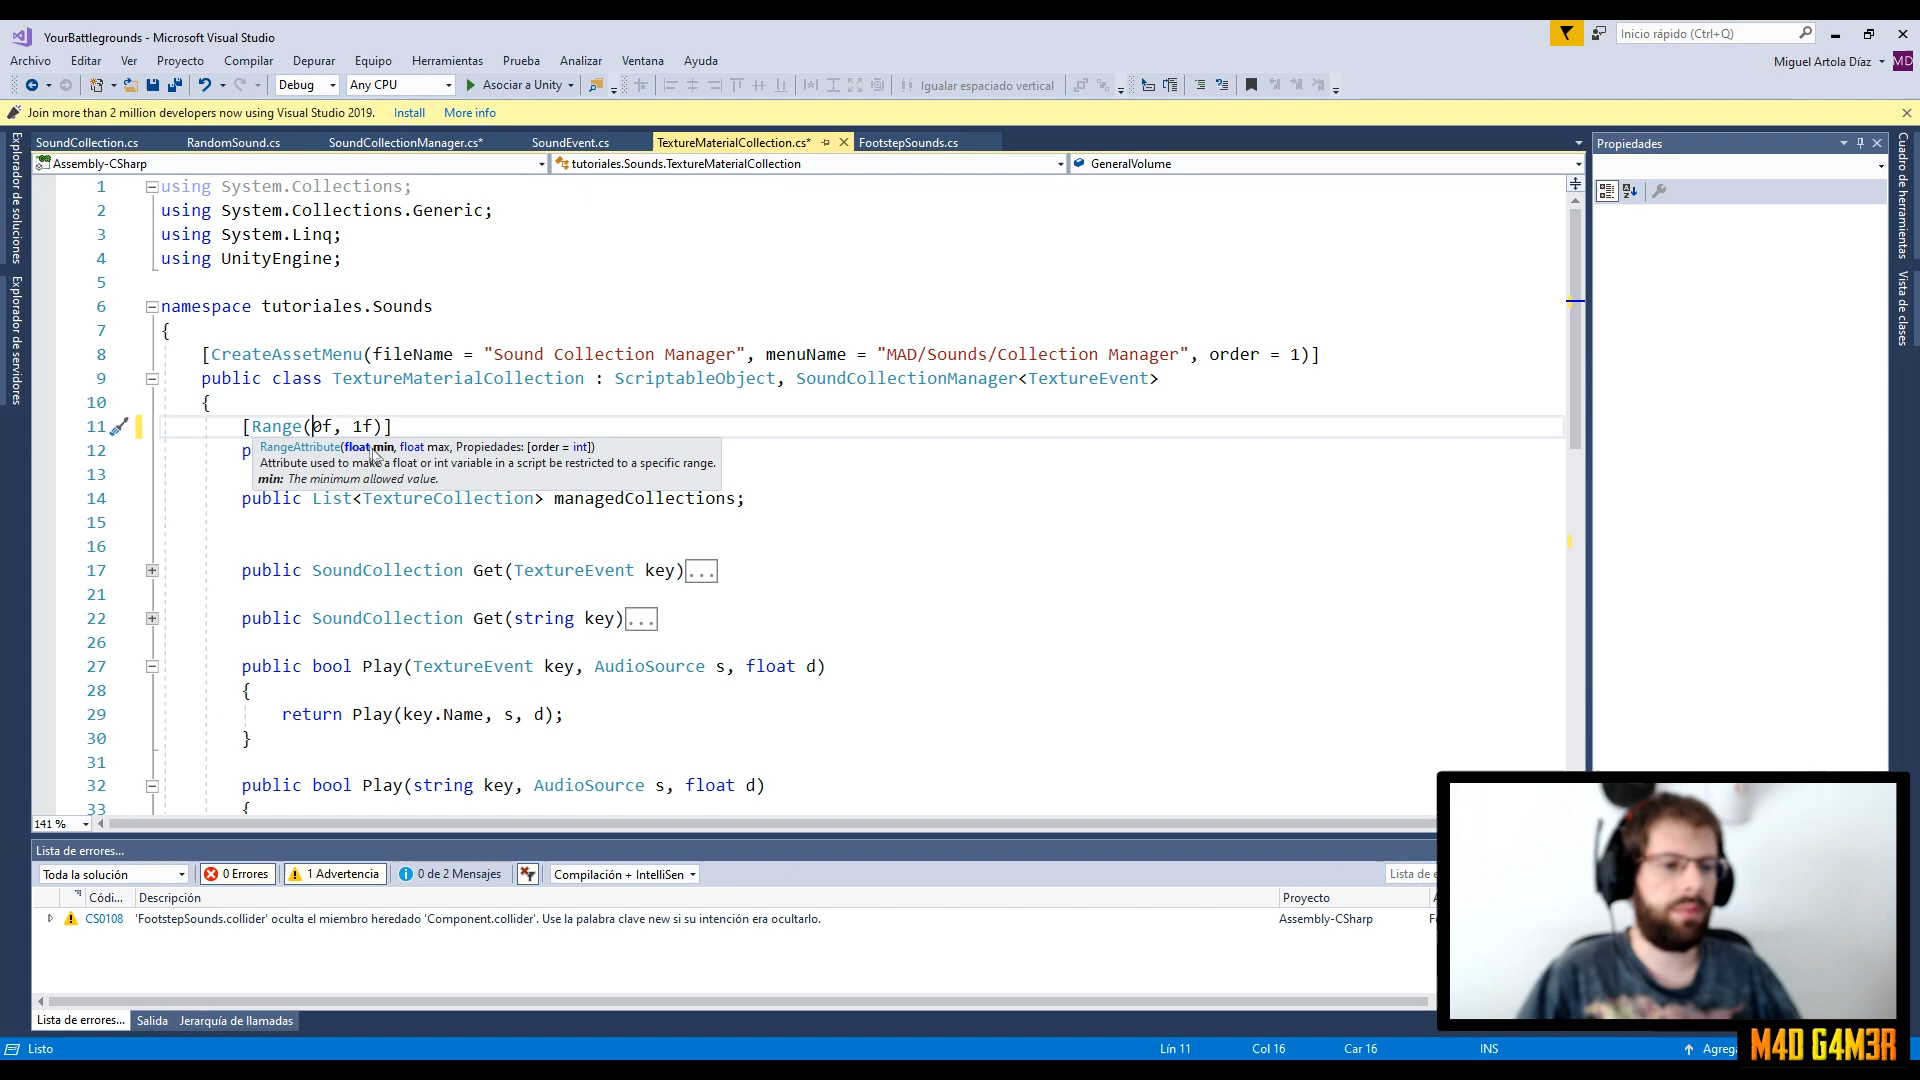 YourBattlegrounds - Microsoft Visual Studio
Inicio rápido (Ctrl+Q)
Archivo Editar Ver Proyecto Compilar Depurar Equipo Herramientas Prueba Analizar Ventana Ayuda
Miguel Artola Díaz MD
Debug Any CPU Asociar a Unity Igualar espaciado vertical
Join more than 2 million developers now using Visual Studio 2019. Install More info
SoundCollection.cs RandomSound.cs SoundCollectionManager.cs* SoundEvent.cs TextureMaterialCollection.cs* FootstepSounds.cs
Assembly-CSharp tutoriales.Sounds.TextureMaterialCollection GeneralVolume
Explorador de soluciones
Explorador de servidores
1 using System.Collections;
2 using System.Collections.Generic;
3 using System.Linq;
4 using UnityEngine;
5
6 namespace tutoriales.Sounds
7 {
8 [CreateAssetMenu(fileName = "Sound Collection Manager", menuName = "MAD/Sounds/Collection Manager", order = 1)]
9 public class TextureMaterialCollection : ScriptableObject, SoundCollectionManager<TextureEvent>
10 {
11 [Range(0f, 1f)]
RangeAttribute(float min, float max, Propiedades: [order = int])
12 p
Attribute used to make a float or int variable in a script be restricted to a specific range.
13
min: The minimum allowed value.
14 public List<TextureCollection> managedCollections;
15
16
17 public SoundCollection Get(TextureEvent key)...
21
22 public SoundCollection Get(string key)...
26
27 public bool Play(TextureEvent key, AudioSource s, float d)
28 {
29 return Play(key.Name, s, d);
30 }
31
32 public bool Play(string key, AudioSource s, float d)
33 {
141 %
Propiedades
Cuadro de herramientas
Vista de clases
Lista de errores...
Toda la solución 0 Errores 1 Advertencia 0 de 2 Mensajes Compilación + IntelliSen Lista de e
Códi... Descripción Proyecto A
CS0108 'FootstepSounds.collider' oculta el miembro heredado 'Component.collider'. Use la palabra clave new si su intención era ocultarlo. Assembly-CSharp F
Lista de errores... Salida Jerarquía de llamadas
Listo Lín 11 Col 16 Car 16 INS Agrega
M4D G4M3R